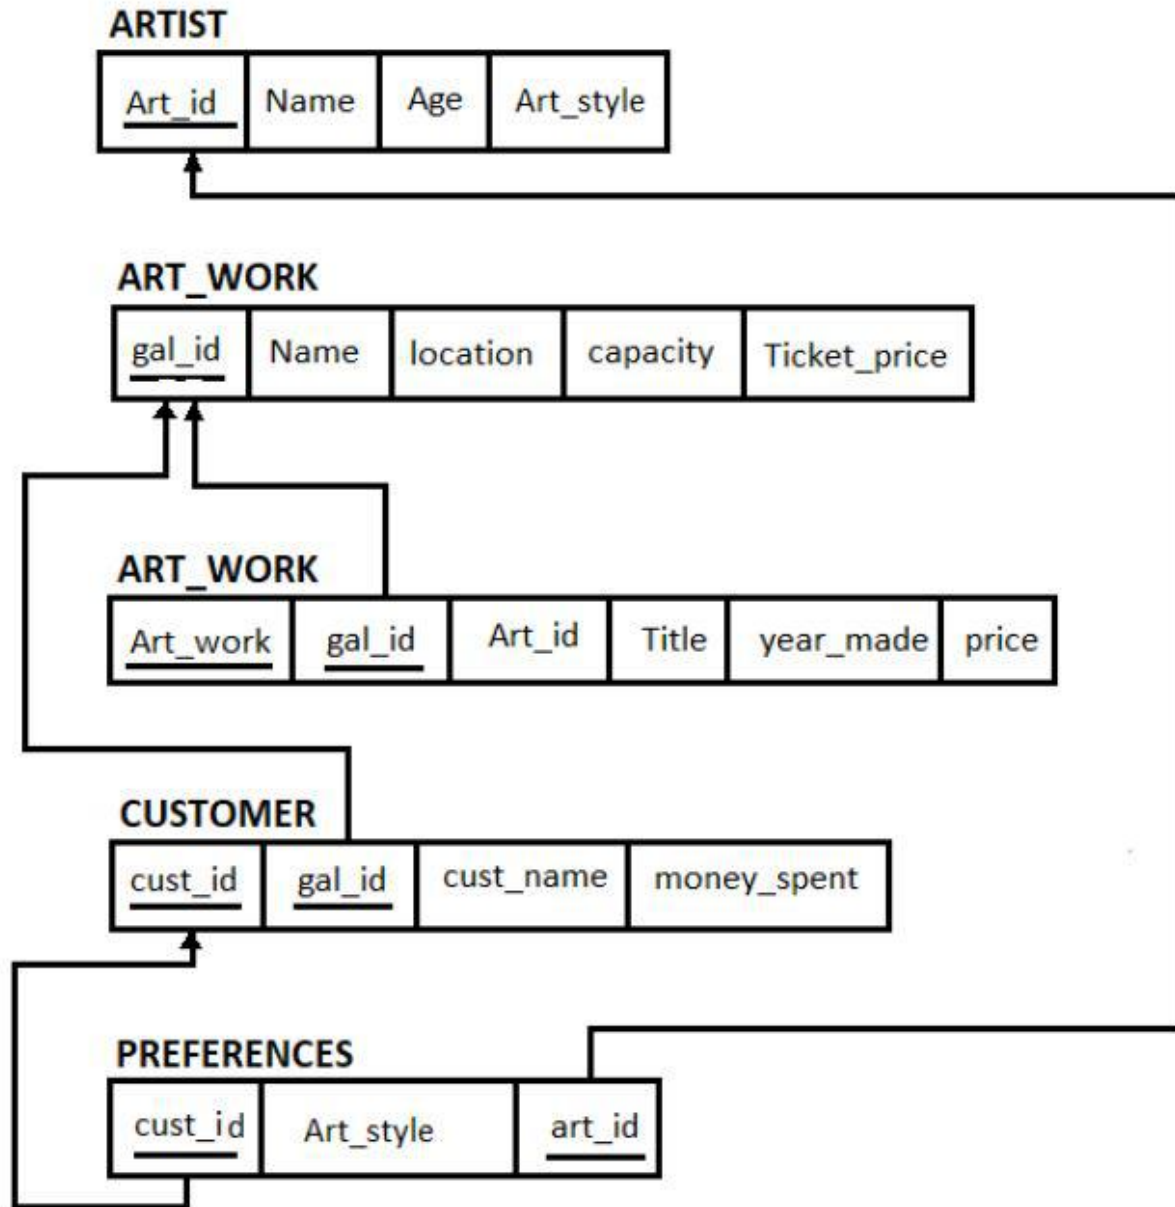 ARTIST
Art_id Name Age Art_style
ART_WORK
gal_id Name location capacity Ticket_price
ART_WORK
Art_work gal_id Art_id Title year_made price
CUSTOMER
cust_id gal_id cust_name money_spent
PREFERENCES
cust_id Art_style art_id